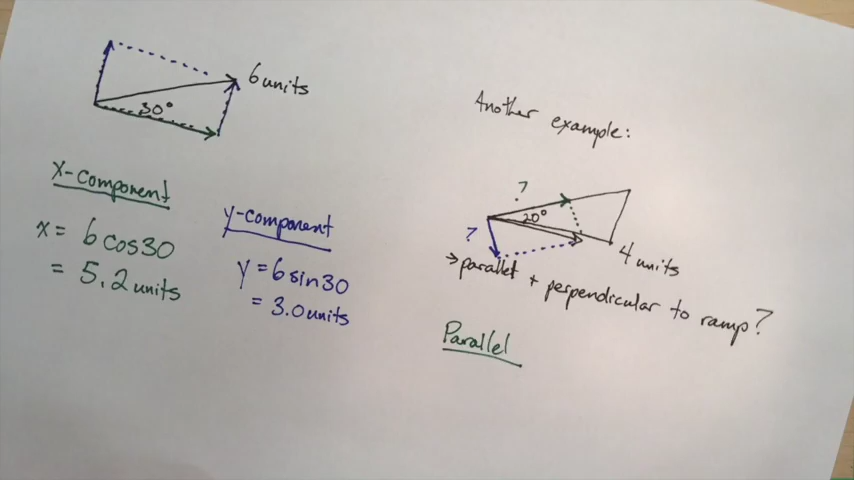 6 units
30°
X-component
x = 6 cos 30
= 5.2 units
y-component
y = 6 sin 30
= 3.0 units
Another example:
?
20°
?
4 units
→ parallel + perpendicular to ramp?
Parallel